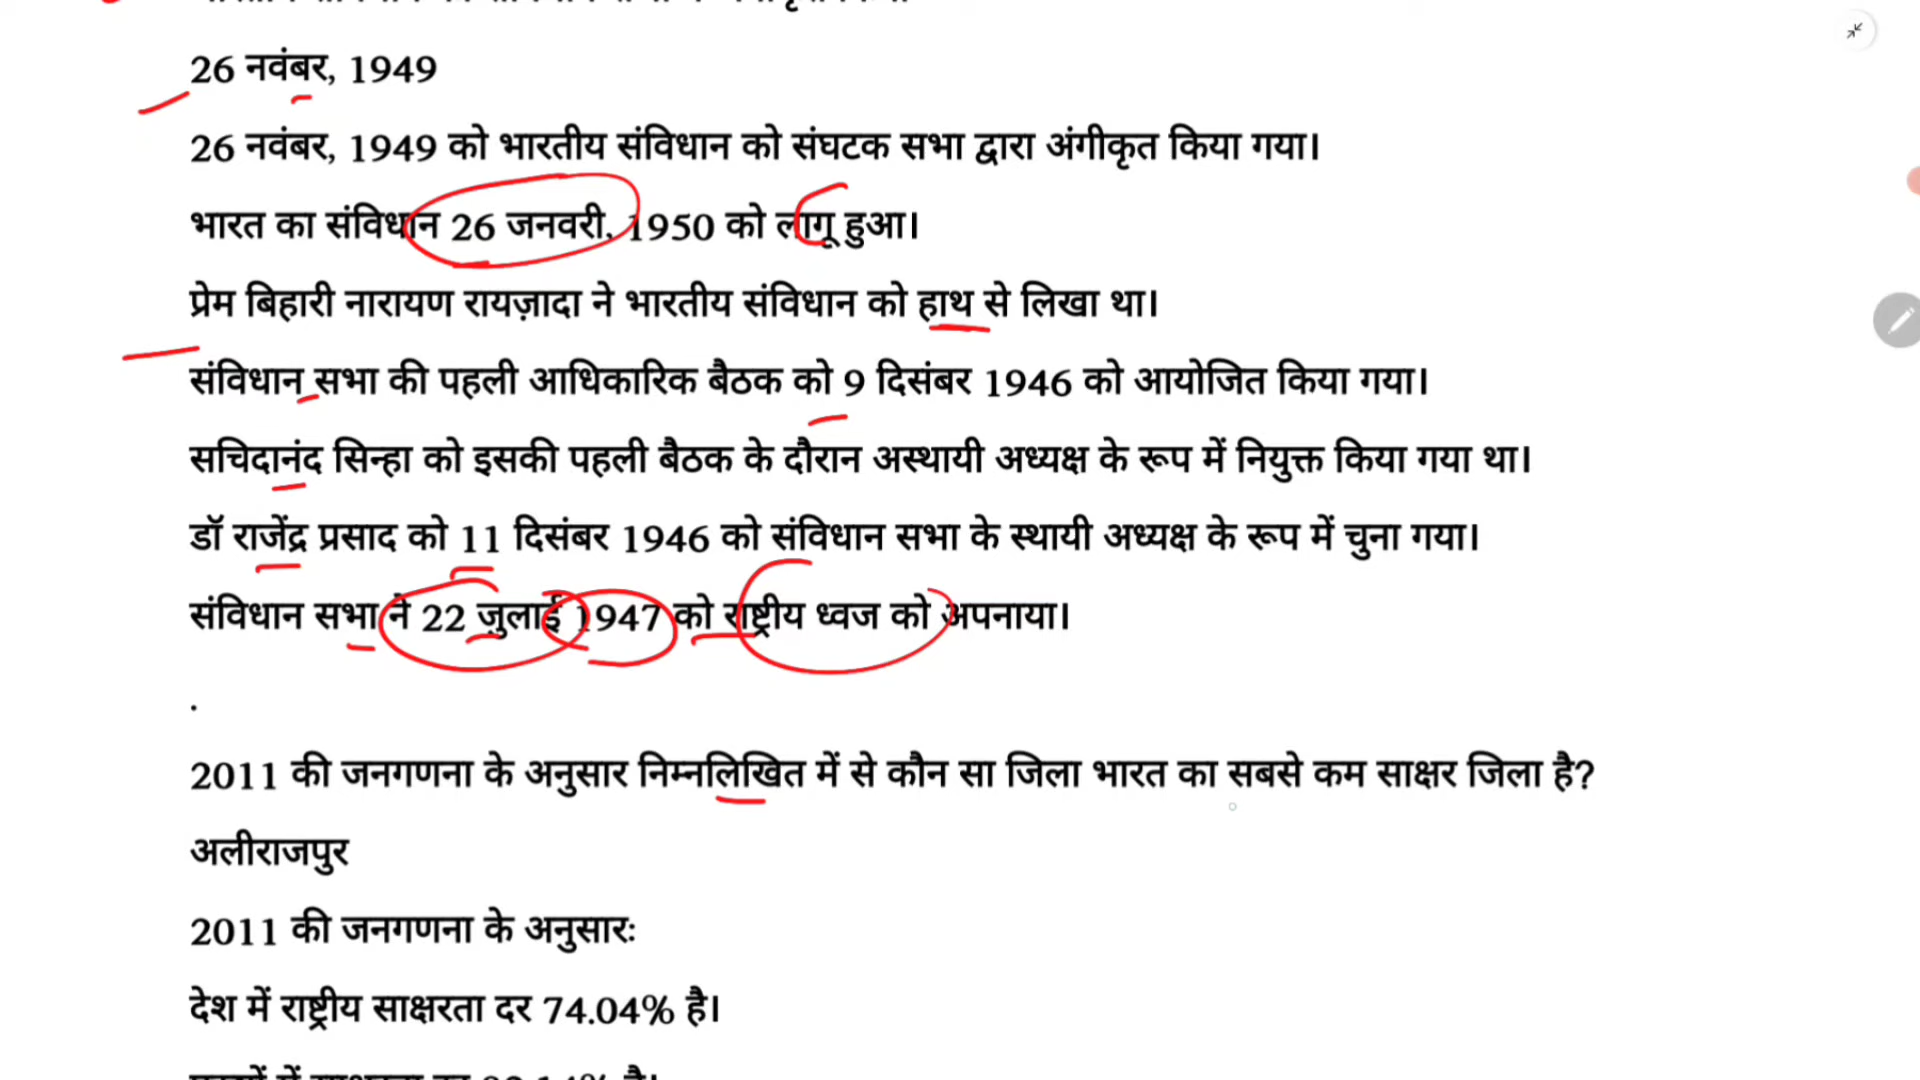 26 नवंबर, 1949
26 नवंबर, 1949 को भारतीय संविधान को संघटक सभा द्वारा अंगीकृत किया गया।
भारत का संविधान 26 जनवरी, 1950 को लागू हुआ।
प्रेम बिहारी नारायण रायज़ादा ने भारतीय संविधान को हाथ से लिखा था।
संविधान सभा की पहली आधिकारिक बैठक को 9 दिसंबर 1946 को आयोजित किया गया।
सचिदानंद सिन्हा को इसकी पहली बैठक के दौरान अस्थायी अध्यक्ष के रूप में नियुक्त किया गया था।
डॉ राजेंद्र प्रसाद को 11 दिसंबर 1946 को संविधान सभा के स्थायी अध्यक्ष के रूप में चुना गया।
संविधान सभा ने 22 जुलाई 1947 को राष्ट्रीय ध्वज को अपनाया।
.
2011 की जनगणना के अनुसार निम्नलिखित में से कौन सा जिला भारत का सबसे कम साक्षर जिला है?
अलीराजपुर
2011 की जनगणना के अनुसारः
देश में राष्ट्रीय साक्षरता दर 74.04% है।